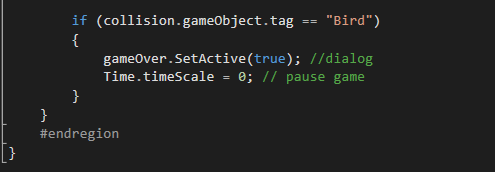 if (collision.gameObject.tag == "Bird")
{
gameOver.SetActive(true); //dialog
Time.timeScale = 0; // pause game
}
}
#endregion
}